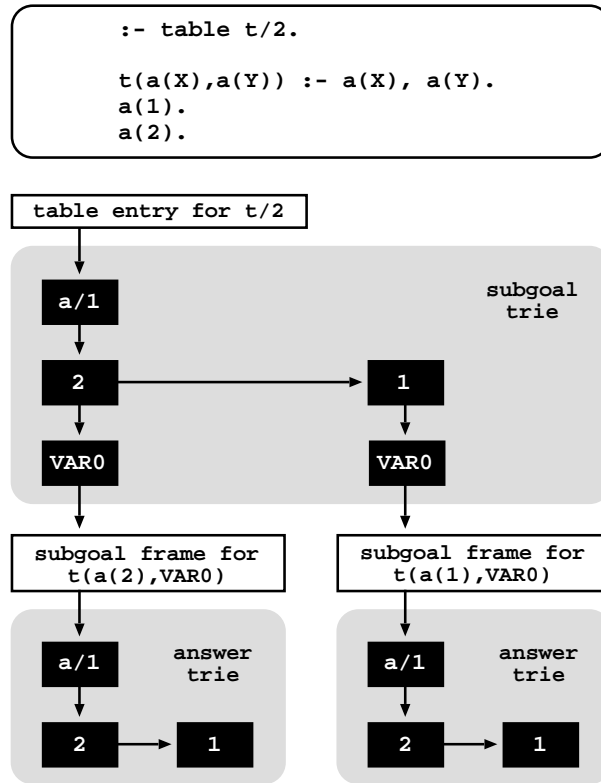 :- table t/2.
t(a(X),a(Y)) :- a(X), a(Y).
a(1).
a(2).
table entry for t/2
subgoal
trie
a/1
2
1
VAR0
VAR0
subgoal frame for
t(a(2),VAR0)
subgoal frame for
t(a(1),VAR0)
answer
trie
a/1
2
1
answer
trie
a/1
2
1